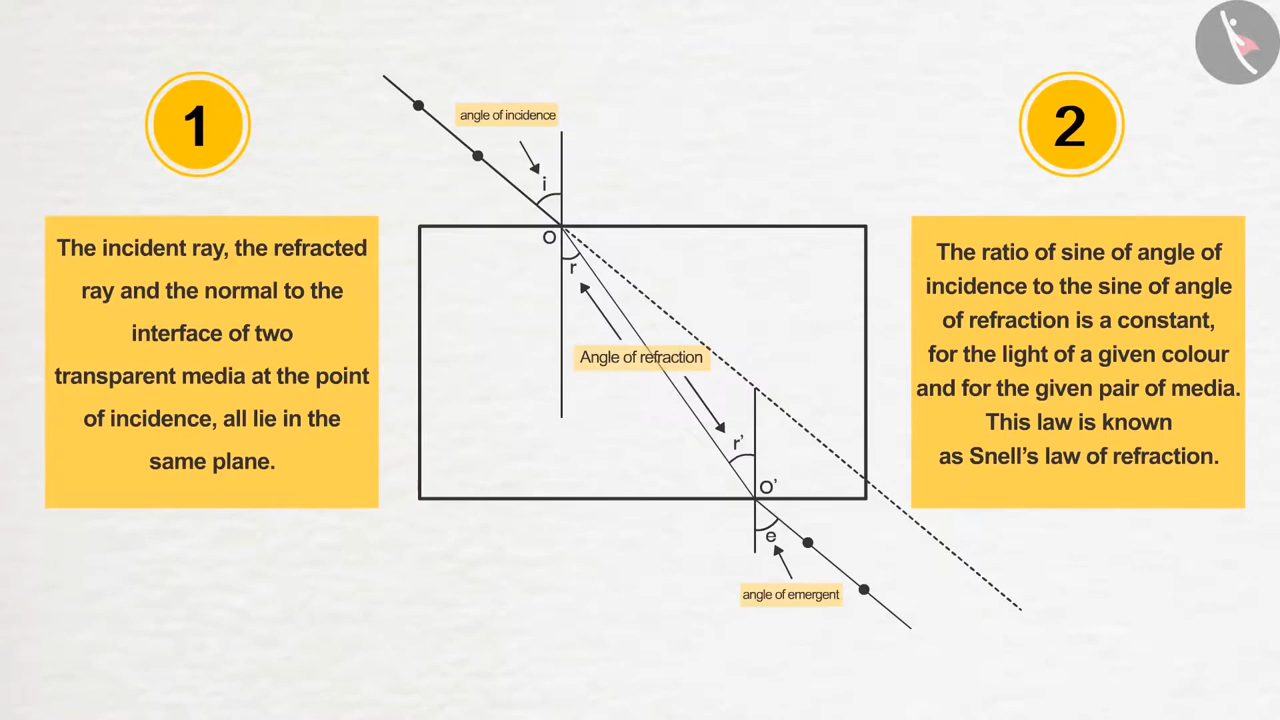 1
The incident ray, the refracted
ray and the normal to the
interface of two
transparent media at the point
of incidence, all lie in the
same plane.
angle of incidence
i
O
r
Angle of refraction
r'
O'
e
angle of emergent
2
The ratio of sine of angle of
incidence to the sine of angle
of refraction is a constant,
for the light of a given colour
and for the given pair of media.
This law is known
as Snell's law of refraction.